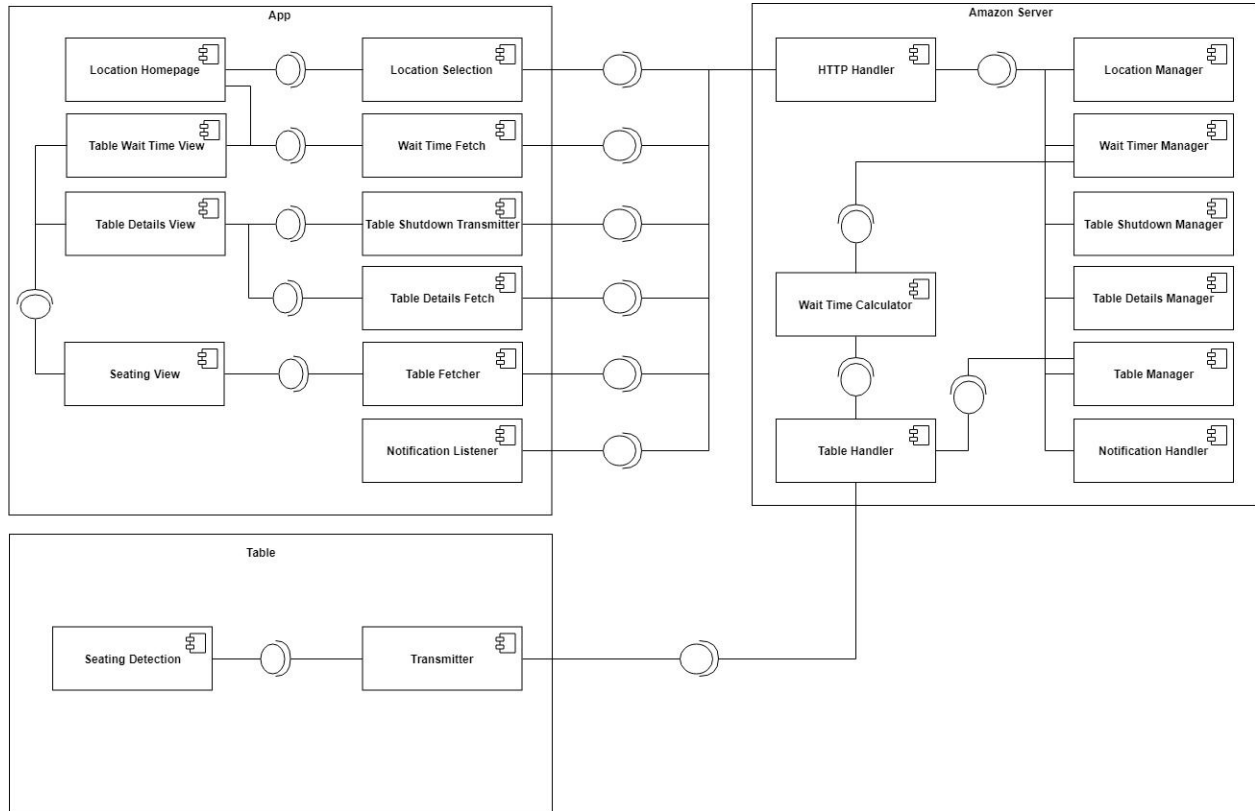 App
Location Homepage
Location Selection
Table Wait Time View
Wait Time Fetch
Table Details View
Table Shutdown Transmitter
Table Details Fetch
Seating View
Table Fetcher
Notification Listener
Amazon Server
HTTP Handler
Location Manager
Wait Timer Manager
Table Shutdown Manager
Wait Time Calculator
Table Details Manager
Table Manager
Table Handler
Notification Handler
Table
Seating Detection
Transmitter